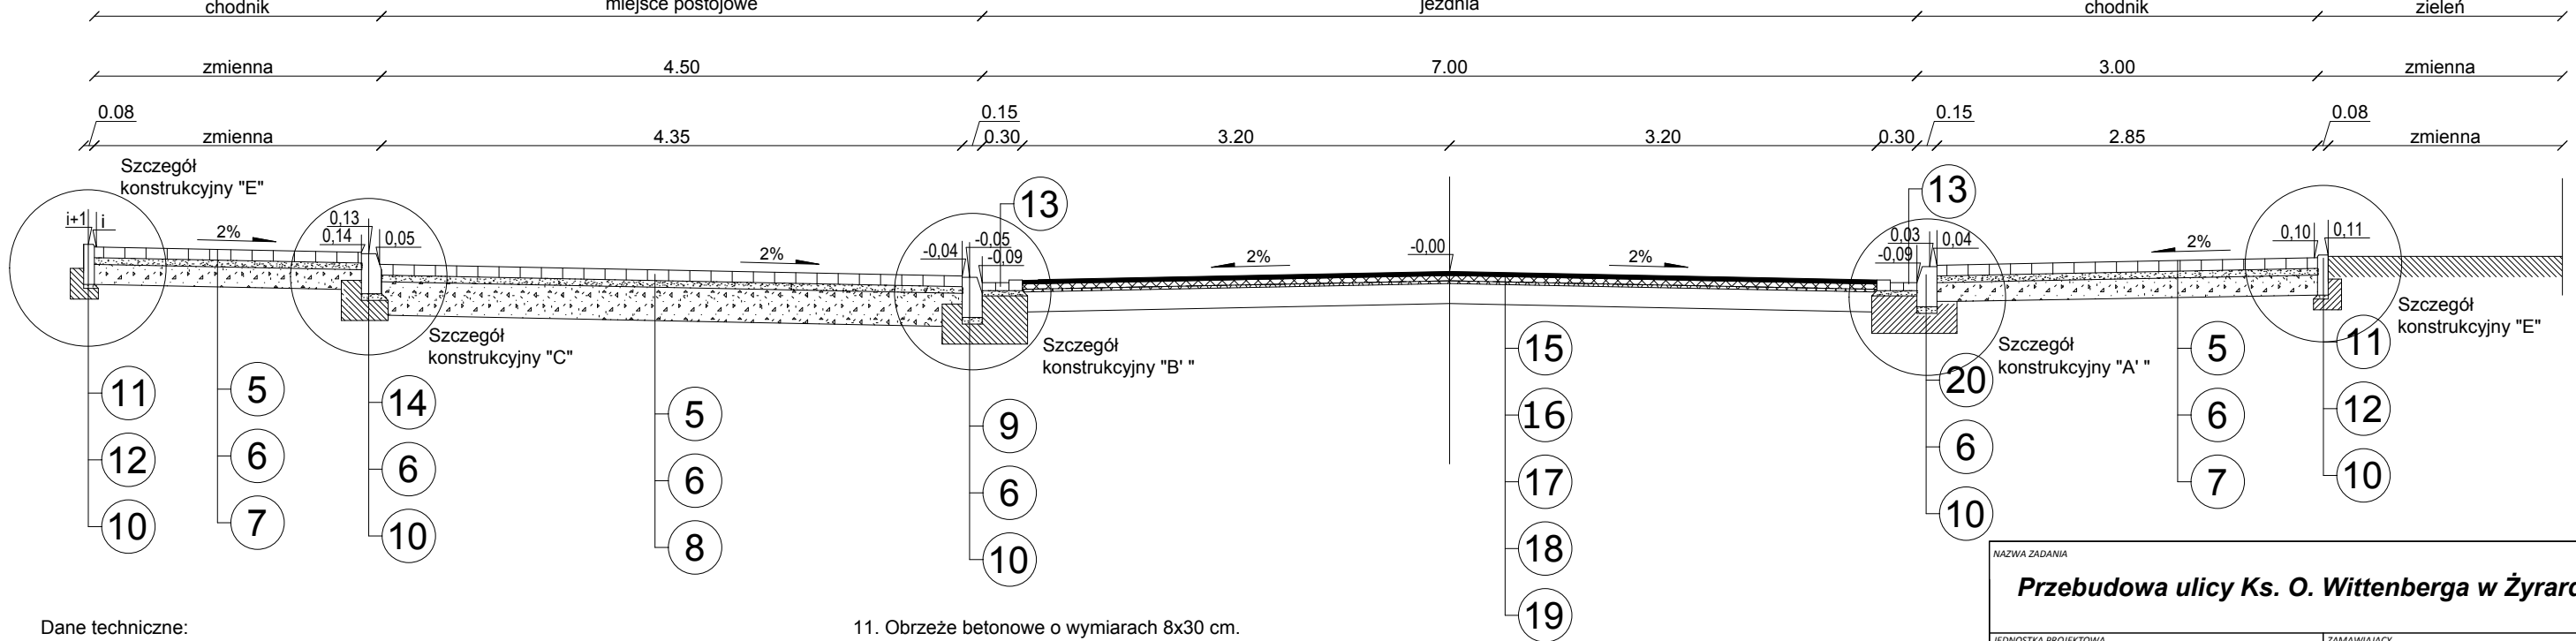 chodnik miejsce postojowe jezdnia chodnik zieleń
zmienna 4.50 7.00 3.00 zmienna
0.08 0.15 0.15 0.08
zmienna 4.35 0.30 3.20 3.20 0.30 2.85 zmienna
Szczegół
konstrukcyjny "E"
13 13
i+1 i 2% 0,13 0,14 0,05 2% -0,04 -0,05 -0,09 2% -0,00 2% 0,03 -0,09 0,04 2% 0,10 0,11
Szczegół
konstrukcyjny "C"
Szczegół
konstrukcyjny "B' "
Szczegół
konstrukcyjny "A' "
Szczegół
konstrukcyjny "E"
11 5 14 5 9 15 20 5 11
12 6 6 6 6 16 6 6 12
10 7 10 8 10 17 10 7 10
18
19
NAZWA ZADANIA
Przebudowa ulicy Ks. O. Wittenberga w Żyrard
Dane techniczne:
11. Obrzeże betonowe o wymiarach 8x30 cm.
JEDNOSTKA PROJEKTOWA ZAMAWIAJĄCY